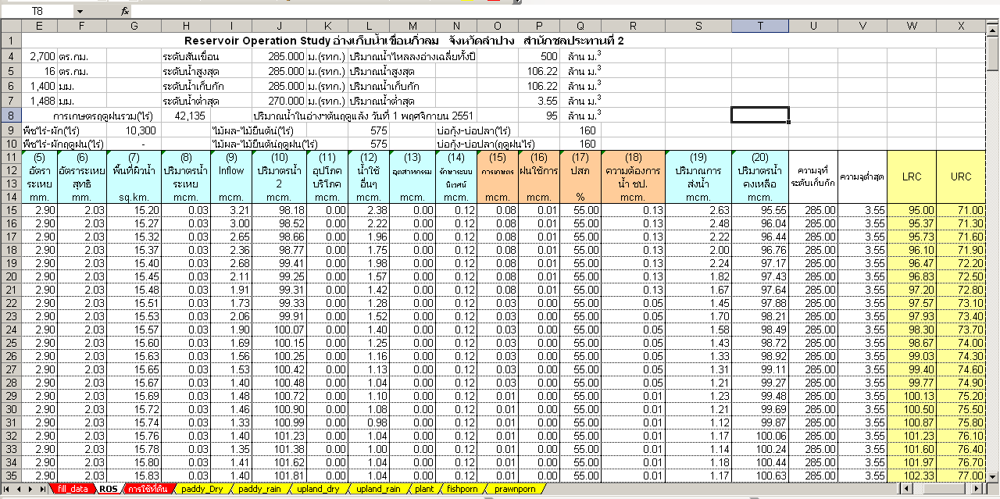 T8 fx
E F G H I J K L M N O P Q R S T U V W X
1 Reservoir Operation Study อ่างเก็บน้ำเขื่อนกิ่วลม จังหวัดลำปาง สำนักชลประทานที่ 2
4 2,700 ตร.กม. ระดับสันเขื่อน 285.000 ม.(รทก.) ปริมาณน้ำไหลลงอ่างเฉลี่ยทั้งปี 500 ล้าน ม.³
5 16 ตร.กม. ระดับน้ำสูงสุด 285.000 ม.(รทก.) ปริมาณน้ำสูงสุด 106.22 ล้าน ม.³
6 1,400 มม. ระดับน้ำเก็บกัก 285.000 ม.(รทก.) ปริมาณน้ำเก็บกัก 106.22 ล้าน ม.³
7 1,488 มม. ระดับน้ำต่ำสุด 270.000 ม.(รทก.) ปริมาณน้ำต่ำสุด 3.55 ล้าน ม.³
8 การเกษตรฤดูฝนรวม(ไร่) 42,135 ปริมาณน้ำในอ่างฯต้นฤดูแล้ง วันที่ 1 พฤศจิกายน 2551 95 ล้าน ม.³
9 พืชไร่-ผัก(ไร่) 10,300 ไม้ผล-ไม้ยืนต้น(ไร่) 575 บ่อกุ้ง-บ่อปลา(ไร่) 160
10 พืชไร่-ผักฤดูฝน(ไร่) - ไม้ผล-ไม้ยืนต้นฤดูฝน(ไร่) 575 บ่อกุ้ง-บ่อปลา(ฤดูฝนไร่) 160
11 (5) (6) (7) (8) (9) (10) (11) (12) (13) (14) (15) (16) (17) (18) (19) (20)
12 อัตรา อัตราระเหย พื้นที่ผิวน้ำ ปริมาตรน้ำ Inflow ปริมาตรน้ำ อุปโภค น้ำใช้ อุตสาหกรรม รักษาระบบ การเกษตร ฝนใช้การ ปสภ ความต้องการ ปริมาณการ ปริมาตรน้ำ ความจุที่ ความจุต่ำสุด LRC URC
13 ระเหย สุทธิ ระเหย 2 บริโภค อื่นๆ นิเวศน์ น้ำ ชป. ส่งน้ำ คงเหลือ ระดับเก็บกัก
14 mm. mm. sq.km. mcm. mcm. mcm. mcm. mcm. mcm. mcm. mcm. mcm. % mcm. mcm. mcm.
15 2.90 2.03 15.20 0.03 3.21 98.18 0.00 2.38 0.00 0.12 0.08 0.01 55.00 0.13 2.63 95.55 285.00 3.55 95.00 71.00
16 2.90 2.03 15.27 0.03 3.00 98.52 0.00 2.22 0.00 0.12 0.08 0.01 55.00 0.13 2.48 96.04 285.00 3.55 95.37 71.30
17 2.90 2.03 15.32 0.03 2.65 98.66 0.00 1.96 0.00 0.12 0.08 0.01 55.00 0.13 2.22 96.44 285.00 3.55 95.73 71.60
18 2.90 2.03 15.37 0.03 2.36 98.77 0.00 1.75 0.00 0.12 0.08 0.01 55.00 0.13 2.00 96.76 285.00 3.55 96.10 71.90
19 2.90 2.03 15.40 0.03 2.68 99.41 0.00 1.98 0.00 0.12 0.08 0.01 55.00 0.13 2.24 97.17 285.00 3.55 96.47 72.20
20 2.90 2.03 15.45 0.03 2.11 99.25 0.00 1.57 0.00 0.12 0.08 0.01 55.00 0.13 1.82 97.43 285.00 3.55 96.83 72.50
21 2.90 2.03 15.48 0.03 1.91 99.31 0.00 1.42 0.00 0.12 0.08 0.01 55.00 0.13 1.67 97.64 285.00 3.55 97.20 72.80
22 2.90 2.03 15.51 0.03 1.73 99.33 0.00 1.28 0.00 0.12 0.03 0.01 55.00 0.05 1.45 97.88 285.00 3.55 97.57 73.10
23 2.90 2.03 15.53 0.03 2.06 99.91 0.00 1.52 0.00 0.12 0.03 0.01 55.00 0.05 1.70 98.21 285.00 3.55 97.93 73.40
24 2.90 2.03 15.57 0.03 1.90 100.07 0.00 1.40 0.00 0.12 0.03 0.01 55.00 0.05 1.58 98.49 285.00 3.55 98.30 73.70
25 2.90 2.03 15.60 0.03 1.69 100.15 0.00 1.25 0.00 0.12 0.03 0.01 55.00 0.05 1.43 98.72 285.00 3.55 98.67 74.00
26 2.90 2.03 15.63 0.03 1.56 100.25 0.00 1.16 0.00 0.12 0.03 0.01 55.00 0.05 1.33 98.92 285.00 3.55 99.03 74.30
27 2.90 2.03 15.65 0.03 1.53 100.42 0.00 1.13 0.00 0.12 0.03 0.01 55.00 0.05 1.31 99.11 285.00 3.55 99.40 74.60
28 2.90 2.03 15.67 0.03 1.40 100.48 0.00 1.04 0.00 0.12 0.03 0.01 55.00 0.05 1.21 99.27 285.00 3.55 99.77 74.90
29 2.90 2.03 15.69 0.03 1.48 100.72 0.00 1.10 0.00 0.12 0.01 0.01 55.00 0.01 1.23 99.48 285.00 3.55 100.13 75.20
30 2.90 2.03 15.72 0.03 1.46 100.90 0.00 1.08 0.00 0.12 0.01 0.01 55.00 0.01 1.21 99.69 285.00 3.55 100.50 75.50
31 2.90 2.03 15.74 0.03 1.33 100.99 0.00 0.98 0.00 0.12 0.01 0.01 55.00 0.01 1.12 99.87 285.00 3.55 100.87 75.80
32 2.90 2.03 15.76 0.03 1.40 101.23 0.00 1.04 0.00 0.12 0.01 0.01 55.00 0.01 1.17 100.06 285.00 3.55 101.23 76.10
33 2.90 2.03 15.78 0.03 1.35 101.38 0.00 1.00 0.00 0.12 0.01 0.01 55.00 0.01 1.14 100.24 285.00 3.55 101.60 76.40
34 2.90 2.03 15.80 0.03 1.41 101.62 0.00 1.04 0.00 0.12 0.01 0.01 55.00 0.01 1.18 100.44 285.00 3.55 101.97 76.70
35 2.90 2.03 15.83 0.03 1.40 101.81 0.00 1.04 0.00 0.12 0.01 0.01 55.00 0.01 1.17 100.63 285.00 3.55 102.33 77.00
fill_data ROS การใช้ที่ดิน paddy_Dry paddy_rain upland_dry upland_rain plant fishporn prawnporn